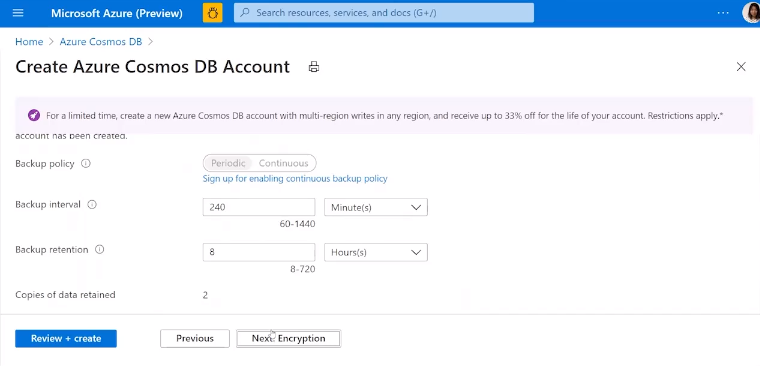 Microsoft Azure (Preview)
Search resources, services, and docs (G+/)
Home > Azure Cosmos DB >
Create Azure Cosmos DB Account
For a limited time, create a new Azure Cosmos DB account with multi-region writes in any region, and receive up to 33% off for the life of your account. Restrictions apply.*
account has been created.
Backup policy Periodic Continuous
Sign up for enabling continuous backup policy
Backup interval 240 Minute(s)
60-1440
Backup retention 8 Hours(s)
8-720
Copies of data retained 2
Review + create Previous Next Encryption